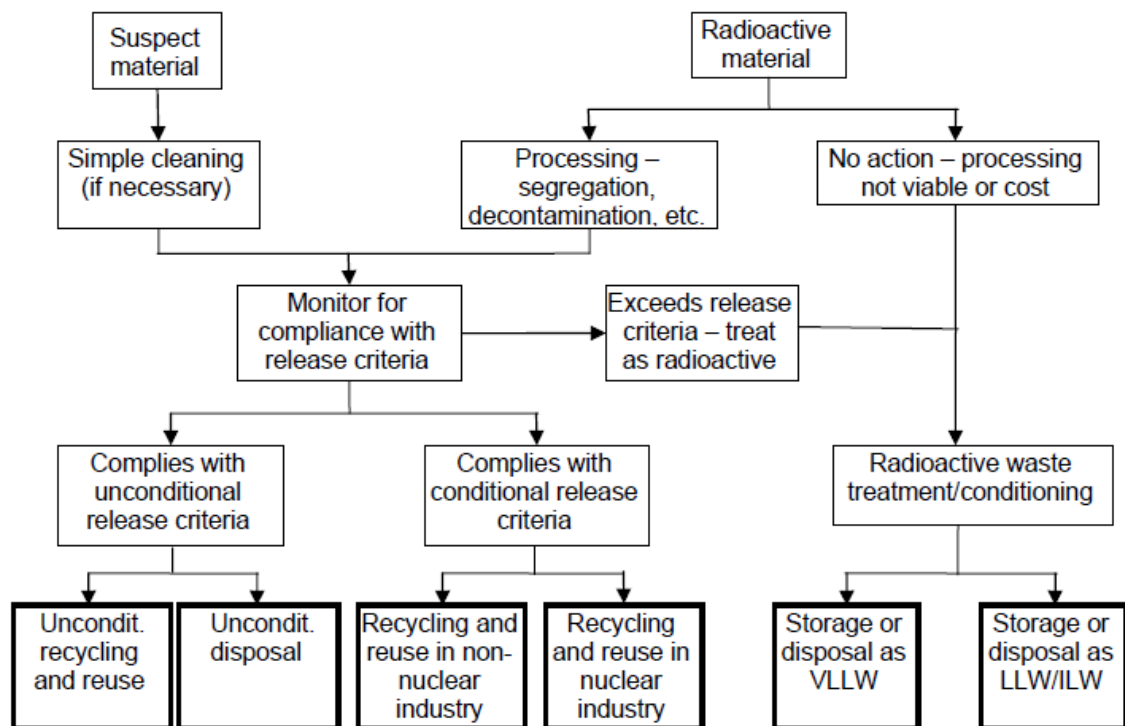 Suspect
material
Radioactive
material
Simple cleaning
(if necessary)
Processing –
segregation,
decontamination, etc.
No action – processing
not viable or cost
Monitor for
compliance with
release criteria
Exceeds release
criteria – treat
as radioactive
Complies with
unconditional
release criteria
Complies with
conditional release
criteria
Radioactive waste
treatment/conditioning
Uncondit.
recycling
and reuse
Uncondit.
disposal
Recycling and
reuse in non-
nuclear
industry
Recycling
and reuse in
nuclear
industry
Storage or
disposal as
VLLW
Storage or
disposal as
LLW/ILW